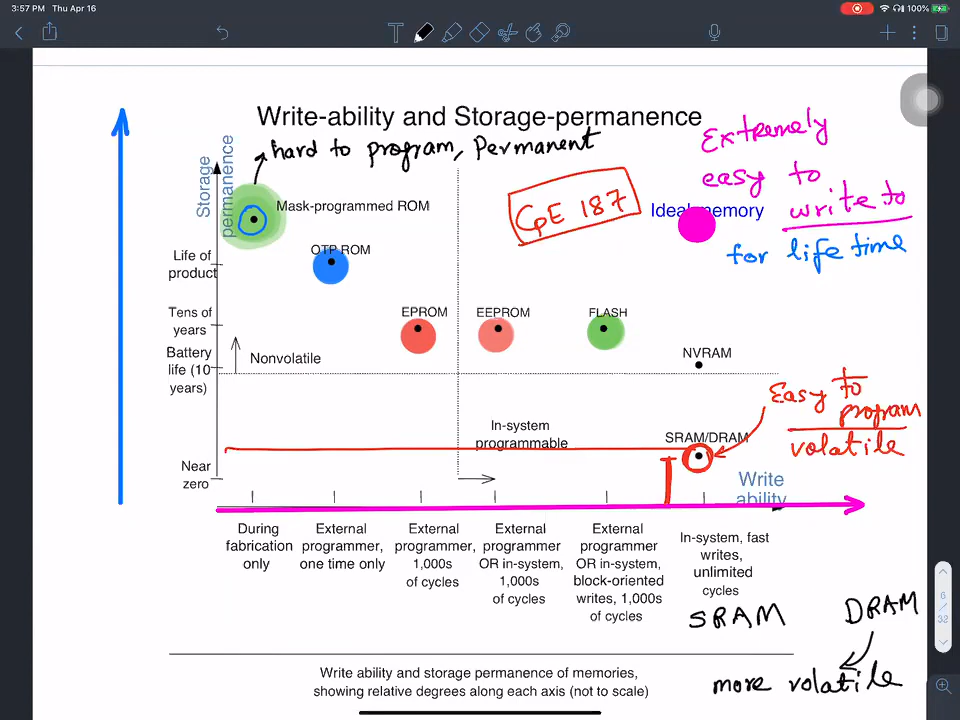 3:57 PM Thu Apr 16
100%
T
Write-ability and Storage-permanence
hard to program, Permanent
Extremely
easy to
write to
for life time
Storage
permanence
Mask-programmed ROM
CPE 187
Ideal memory
OTP ROM
Life of
product
Tens of
years
EPROM
EEPROM
FLASH
Battery
life (10
years)
Nonvolatile
NVRAM
Easy to
program
volatile
In-system
programmable
SRAM/DRAM
Near
zero
Write
ability
During
fabrication
only
External
programmer,
one time only
External
programmer,
1,000s
of cycles
External
programmer
OR in-system,
1,000s
of cycles
External
programmer
OR in-system,
block-oriented
writes, 1,000s
of cycles
In-system, fast
writes,
unlimited
cycles
SRAM
DRAM
more volatile
Write ability and storage permanence of memories,
showing relative degrees along each axis (not to scale)
6
/
32